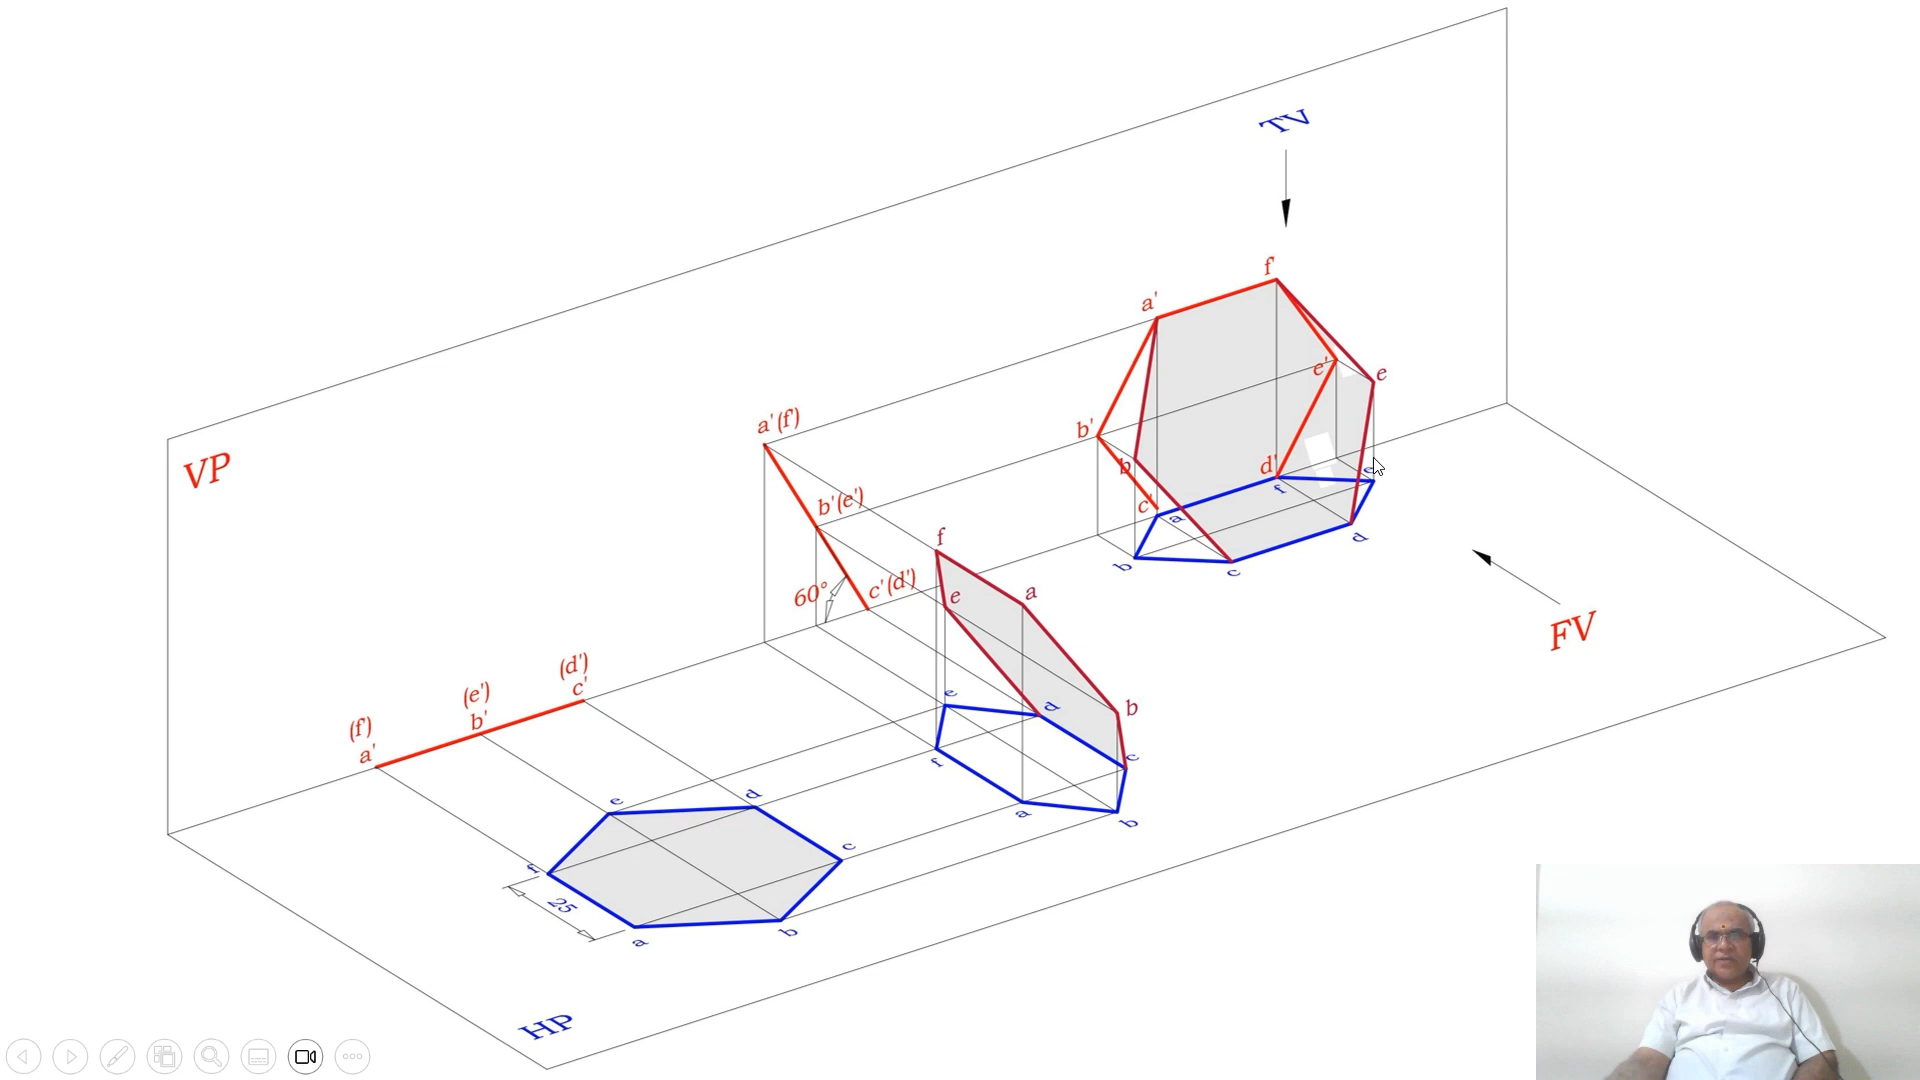 TV
f'
a'
e'
e
b'
b
d'
c'
f
e
a
d
b
c
a'(f')
b'(e')
60°
c'(d')
VP
FV
f
a
e
b
e
d
c
f
a
b
(d')
c'
(e')
b'
(f')
a'
e
d
c
f
25
a
b
HP